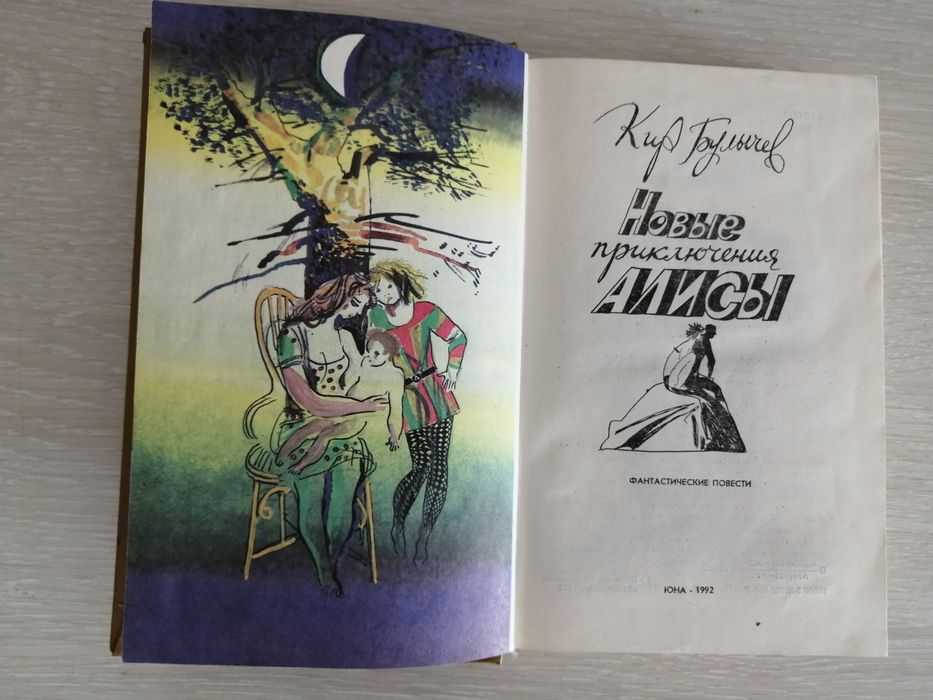 Кир Булычев
Новые
приключения
АЛИСЫ
ФАНТАСТИЧЕСКИЕ ПОВЕСТИ
ЮНА · 1992